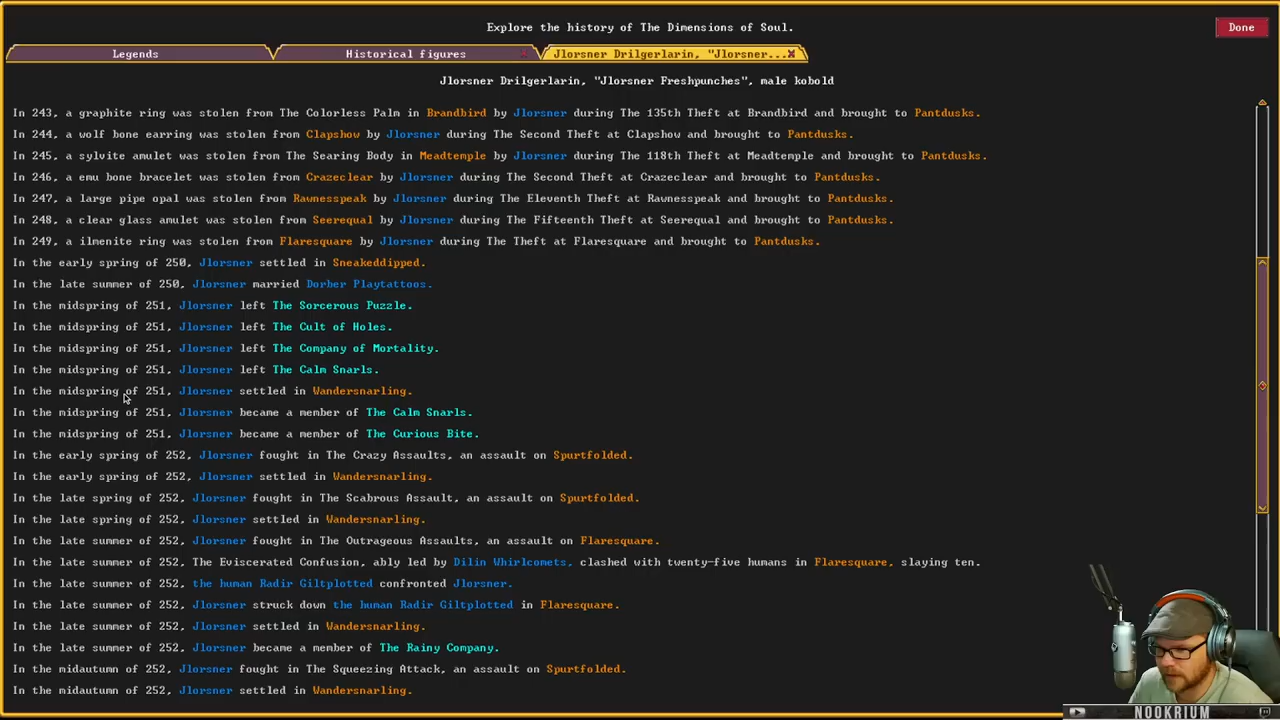 Explore the history of The Dimensions of Soul.
Done
Legends
Historical figures
Jlorsner Drilgerlarin, "Jlorsner...
Jlorsner Drilgerlarin, "Jlorsner Freshpunches", male kobold
In 243, a graphite ring was stolen from The Colorless Palm in Brandbird by Jlorsner during The 135th Theft at Brandbird and brought to Pantdusks.
In 244, a wolf bone earring was stolen from Clapshow by Jlorsner during The Second Theft at Clapshow and brought to Pantdusks.
In 245, a sylvite amulet was stolen from The Searing Body in Meadtemple by Jlorsner during The 118th Theft at Meadtemple and brought to Pantdusks.
In 246, a emu bone bracelet was stolen from Crazeclear by Jlorsner during The Second Theft at Crazeclear and brought to Pantdusks.
In 247, a large pipe opal was stolen from Rawnesspeak by Jlorsner during The Eleventh Theft at Rawnesspeak and brought to Pantdusks.
In 248, a clear glass amulet was stolen from Seerequal by Jlorsner during The Fifteenth Theft at Seerequal and brought to Pantdusks.
In 249, a ilmenite ring was stolen from Flaresquare by Jlorsner during The Theft at Flaresquare and brought to Pantdusks.
In the early spring of 250, Jlorsner settled in Sneakeddipped.
In the late summer of 250, Jlorsner married Dorber Playtattoos.
In the midspring of 251, Jlorsner left The Sorcerous Puzzle.
In the midspring of 251, Jlorsner left The Cult of Holes.
In the midspring of 251, Jlorsner left The Company of Mortality.
In the midspring of 251, Jlorsner left The Calm Snarls.
In the midspring of 251, Jlorsner settled in Wandersnarling.
In the midspring of 251, Jlorsner became a member of The Calm Snarls.
In the midspring of 251, Jlorsner became a member of The Curious Bite.
In the early spring of 252, Jlorsner fought in The Crazy Assaults, an assault on Spurtfolded.
In the early spring of 252, Jlorsner settled in Wandersnarling.
In the late spring of 252, Jlorsner fought in The Scabrous Assault, an assault on Spurtfolded.
In the late spring of 252, Jlorsner settled in Wandersnarling.
In the late summer of 252, Jlorsner fought in The Outrageous Assaults, an assault on Flaresquare.
In the late summer of 252, The Eviscerated Confusion, ably led by Dilin Whirlcomets, clashed with twenty-five humans in Flaresquare, slaying ten.
In the late summer of 252, the human Radir Giltplotted confronted Jlorsner.
In the late summer of 252, Jlorsner struck down the human Radir Giltplotted in Flaresquare.
In the late summer of 252, Jlorsner settled in Wandersnarling.
In the late summer of 252, Jlorsner became a member of The Rainy Company.
In the midautumn of 252, Jlorsner fought in The Squeezing Attack, an assault on Spurtfolded.
In the midautumn of 252, Jlorsner settled in Wandersnarling.
NOOKRIUM